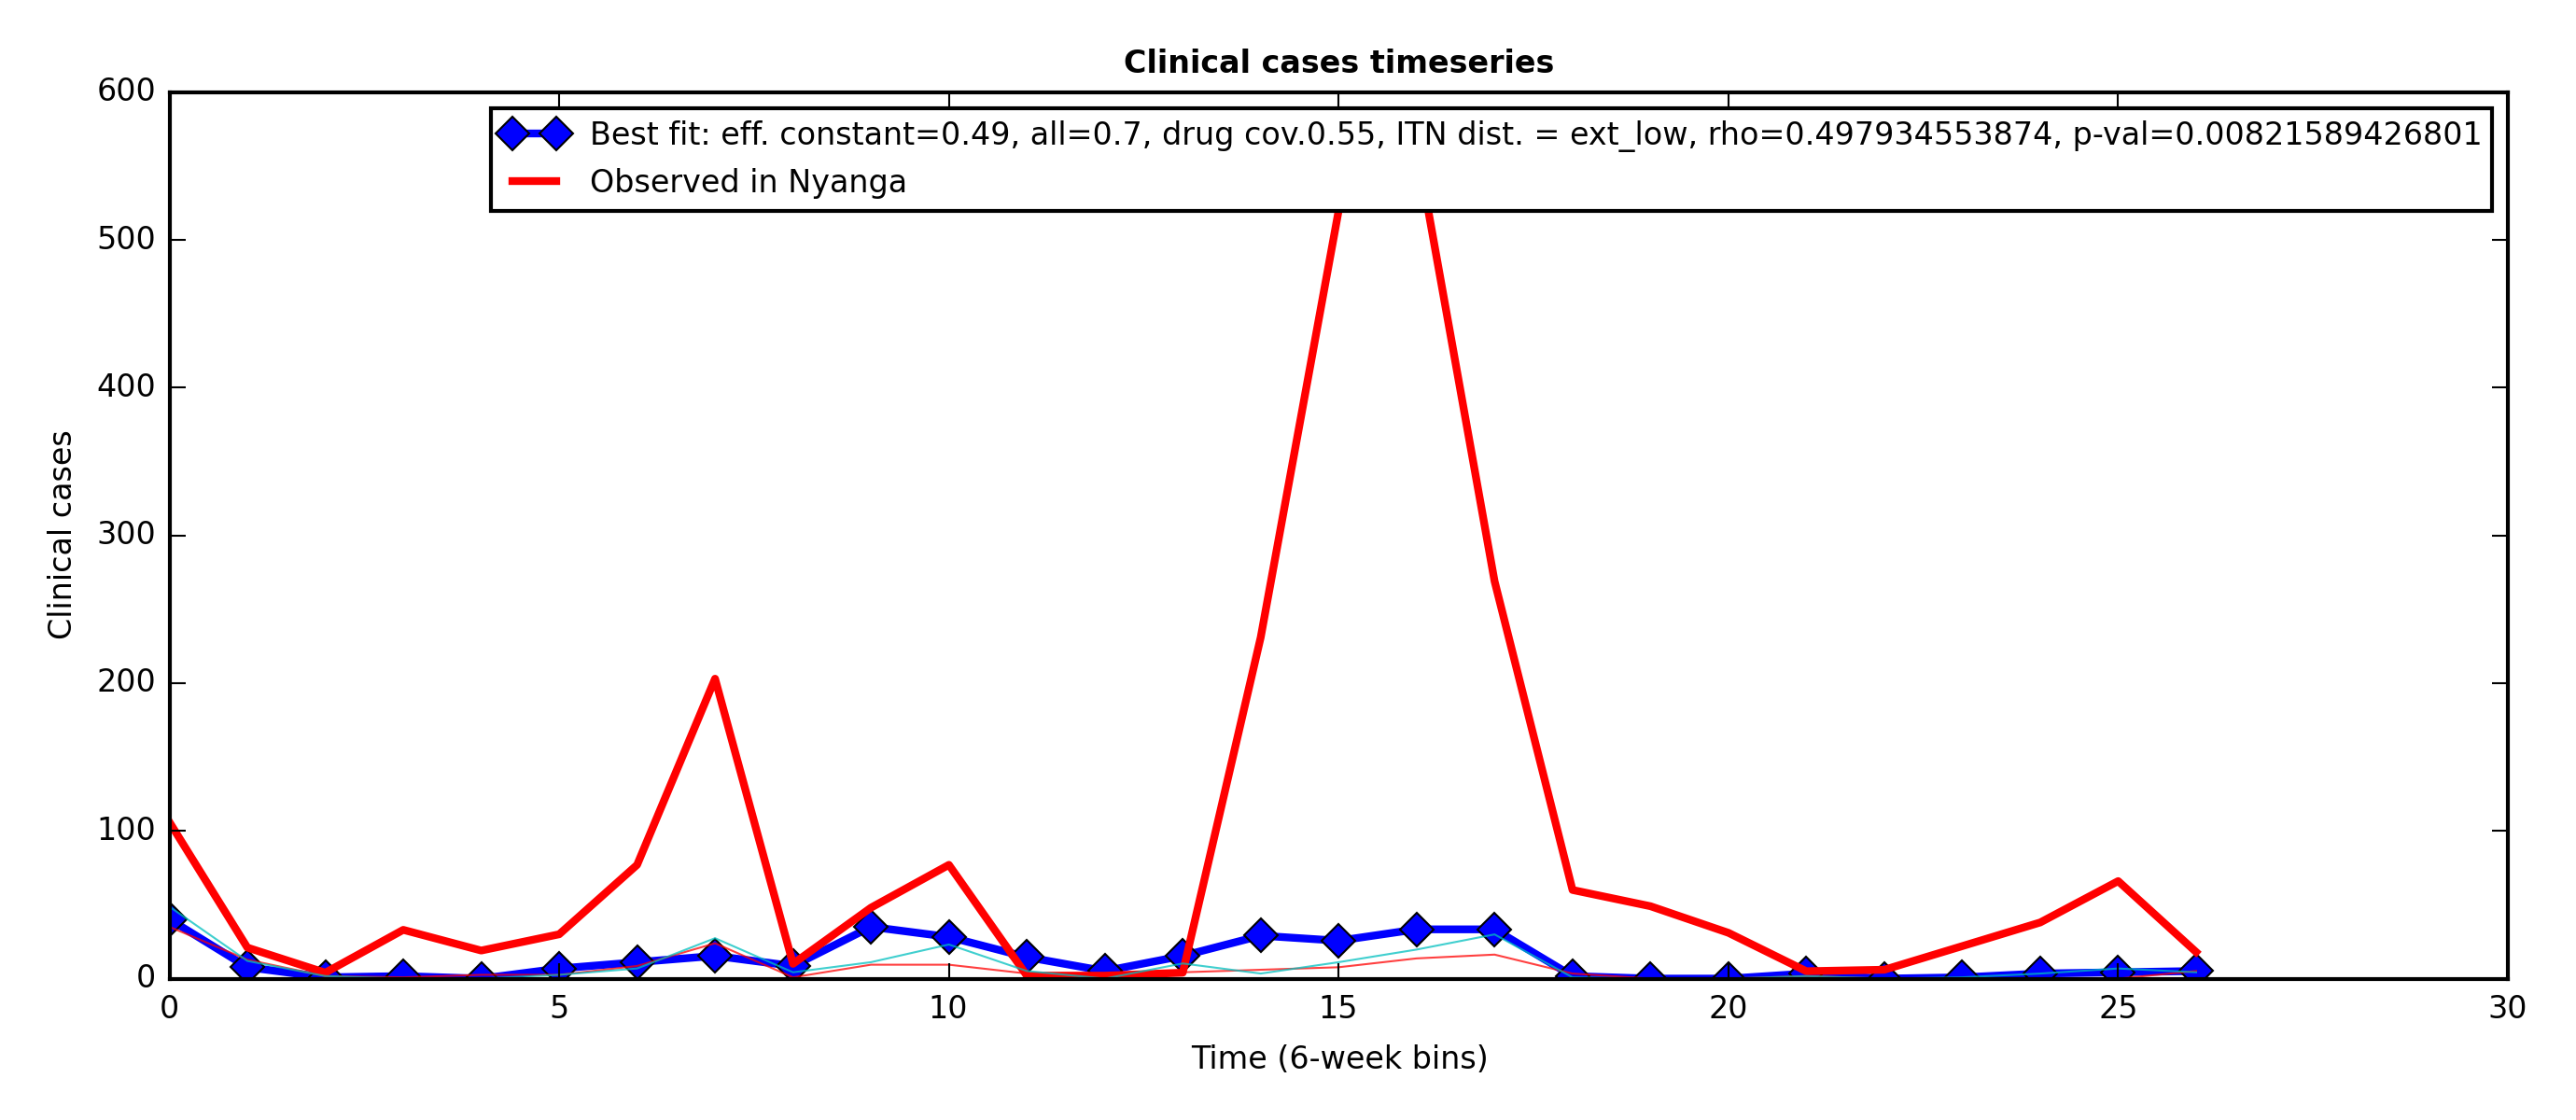 Clinical cases timeseries
600
500
400
300
200
100
0
Clinical cases
Best fit: eff. constant=0.49, all=0.7, drug cov.0.55, ITN dist. = ext_low, rho=0.497934553874, p-val=0.00821589426801
Observed in Nyanga
0 5 10 15 20 25 30
Time (6-week bins)